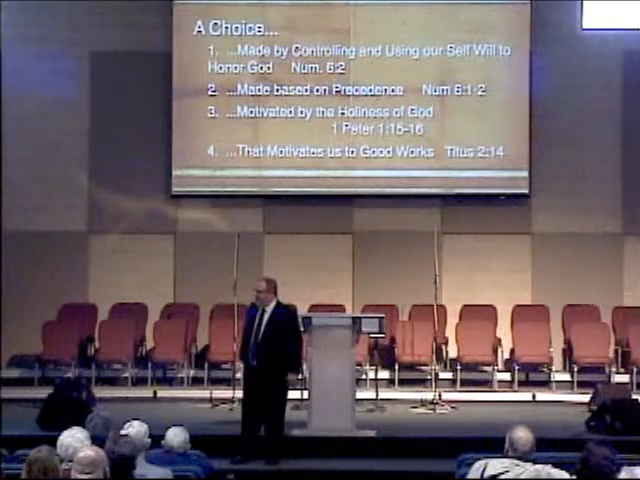 A Choice...
1. ...Made by Controlling and Using our Self Will to
Honor God Num. 6:2
2. ...Made based on Precedence Num 6:1-2
3. ...Motivated by the Holiness of God
1 Peter 1:15-16
4. ...That Motivates us to Good Works Titus 2:14